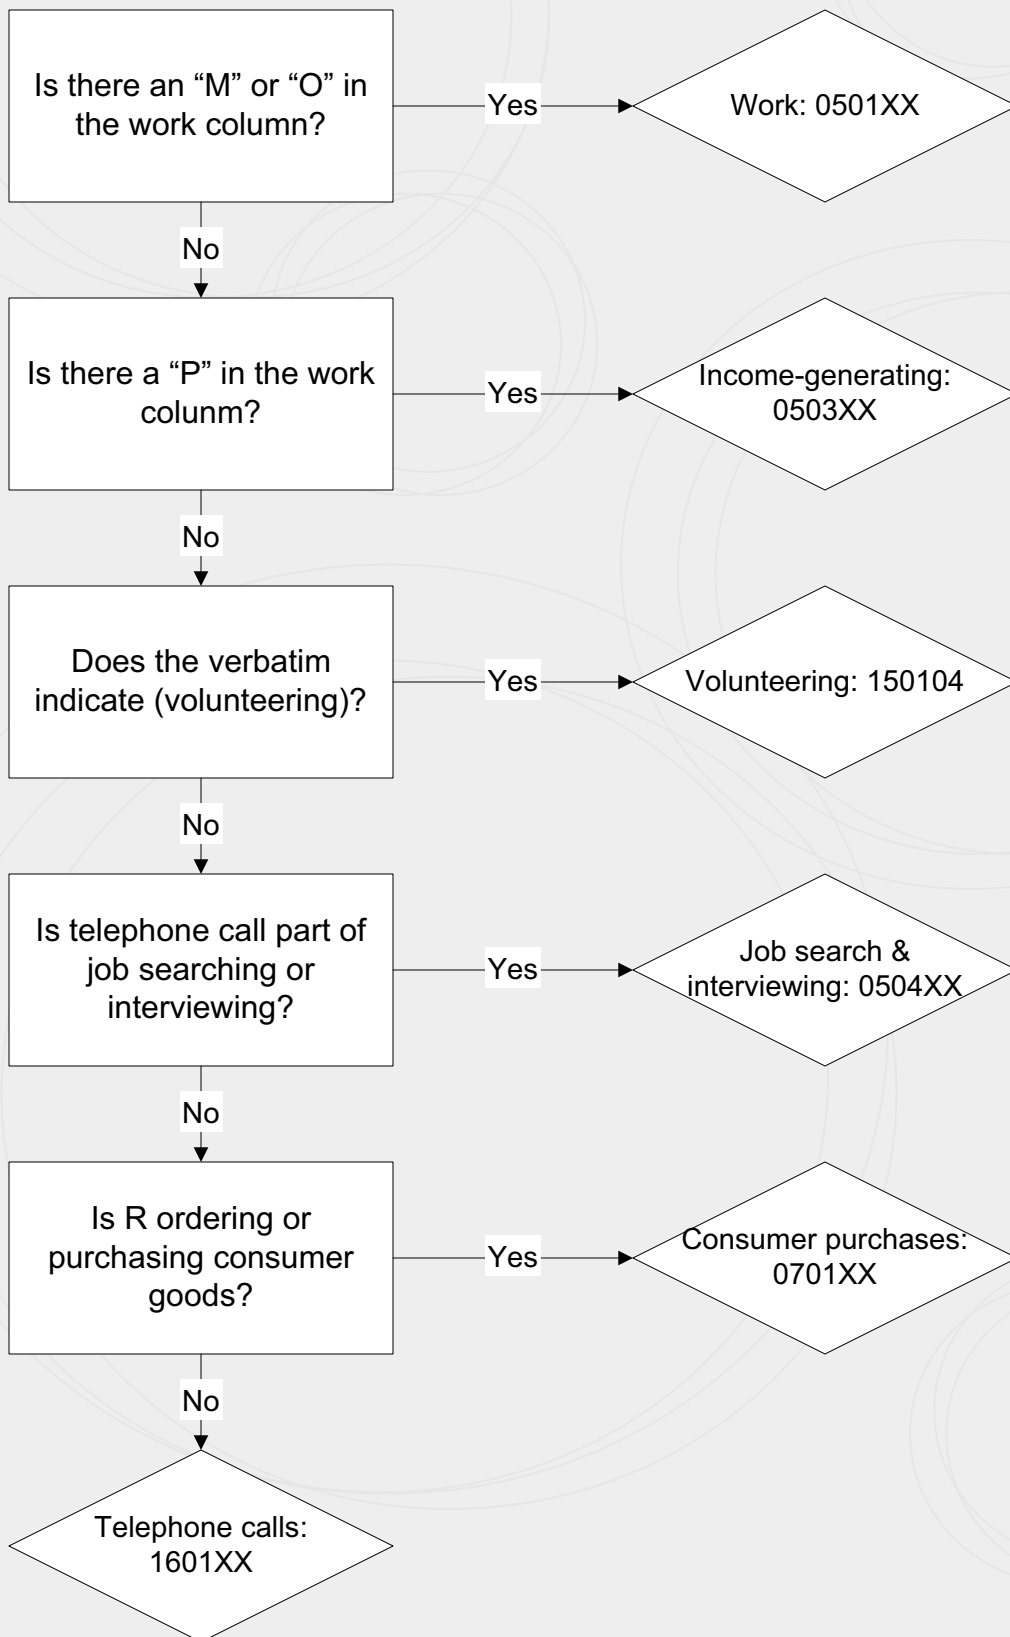 Is there an “M” or “O” in
the work column?
Yes
Work: 0501XX
No
Is there a “P” in the work
colunm?
Yes
Income-generating:
0503XX
No
Does the verbatim
indicate (volunteering)?
Yes
Volunteering: 150104
No
Is telephone call part of
job searching or
interviewing?
Yes
Job search &
interviewing: 0504XX
No
Is R ordering or
purchasing consumer
goods?
Yes
Consumer purchases:
0701XX
No
Telephone calls:
1601XX